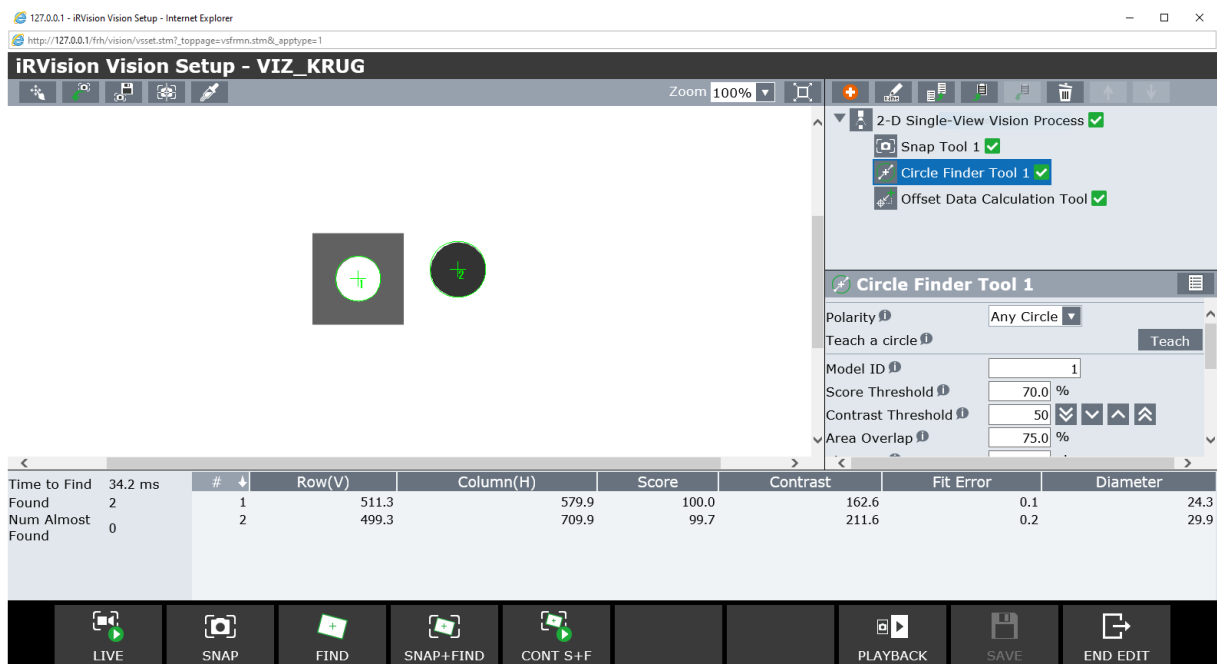 127.0.0.1 - iRVision Vision Setup - Internet Explorer
http://127.0.0.1/frh/vision/vsset.stm?_toppage=vsfrmn.stm&_apptype=1
iRVision Vision Setup - VIZ_KRUG
Zoom 100%
2-D Single-View Vision Process
Snap Tool 1
Circle Finder Tool 1
Offset Data Calculation Tool
1
2
Circle Finder Tool 1
Polarity Any Circle
Teach a circle Teach
Model ID 1
Score Threshold 70.0 %
Contrast Threshold 50
Area Overlap 75.0 %
Time to Find 34.2 ms
Found 2
Num Almost Found 0
# Row(V) Column(H) Score Contrast Fit Error Diameter
1 511.3 579.9 100.0 162.6 0.1 24.3
2 499.3 709.9 99.7 211.6 0.2 29.9
LIVE SNAP FIND SNAP+FIND CONT S+F PLAYBACK SAVE END EDIT